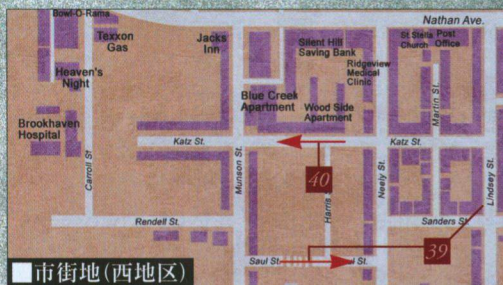 Bowl-O-Rama
Nathan Ave.
Texxon
Gas
Jacks
Inn
Silent Hill
Saving Bank
St Stella
Church
Post
Office
Heaven's
Night
Ridgeview
Medical
Clinic
Martin St.
Blue Creek
Apartment
Wood Side
Apartment
Brookhaven
Hospital
Katz St.
Katz St.
Carroll St
Munson St.
40
Harris
Neely St.
Lindsey St.
Rendell St.
Sanders St.
39
Saul St.
l St.
市街地(西地区)